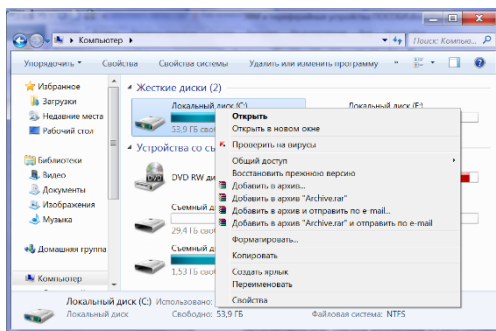 Компьютер
Поиск: Компью...
Упорядочить
Свойства
Свойства системы
Удалить или изменить программу
»
Избранное
Загрузки
Недавние места
Рабочий стол
Библиотеки
Видео
Документы
Изображения
Музыка
Домашняя группа
Компьютер
Жесткие диски (2)
Локальный диск (C:)
Локальный диск (E:)
53,9 ГБ сво
Устройства со съ
DVD RW ди
Съемный д
29,4 ГБ сво
Съемный д
1,53 ГБ сво
Открыть
Открыть в новом окне
Проверить на вирусы
Общий доступ
Восстановить прежнюю версию
Добавить в архив...
Добавить в архив "Archive.rar"
Добавить в архив и отправить по e-mail...
Добавить в архив "Archive.rar" и отправить по e-mail
Форматировать...
Копировать
Создать ярлык
Переименовать
Свойства
Локальный диск (C:) Использовано:
Локальный диск Свободно: 53,9 ГБ Файловая система: NTFS